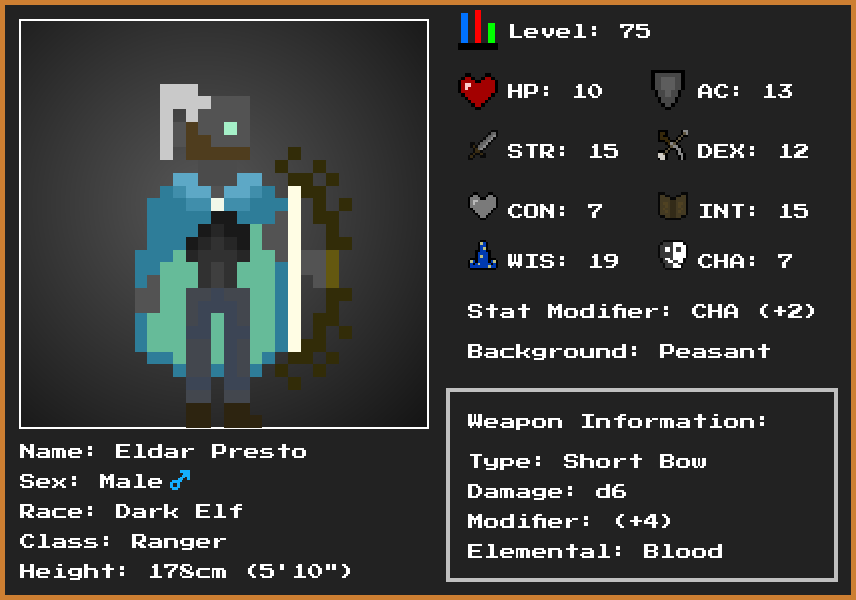 Level: 75
HP: 10 AC: 13
STR: 15 DEX: 12
CON: 7 INT: 15
WIS: 19 CHA: 7
Stat Modifier: CHA (+2)
Background: Peasant
Weapon Information:
Type: Short Bow
Damage: d6
Modifier: (+4)
Elemental: Blood
Name: Eldar Presto
Sex: Male ♂
Race: Dark Elf
Class: Ranger
Height: 178cm (5'10")